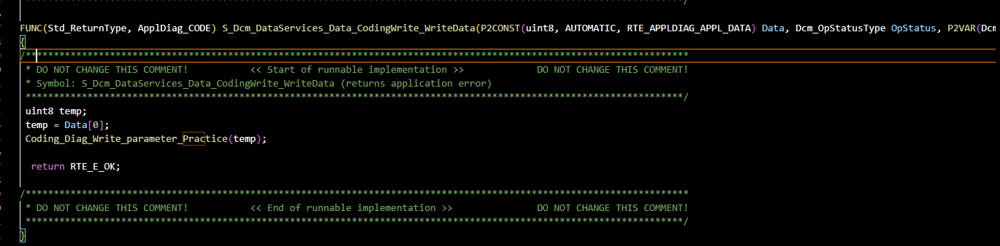 ***********************************************************************************************************************/
FUNC(Std_ReturnType, ApplDiag_CODE) S_Dcm_DataServices_Data_CodingWrite_WriteData(P2CONST(uint8, AUTOMATIC, RTE_APPLDIAG_APPL_DATA) Data, Dcm_OpStatusType OpStatus, P2VAR(Dcm
{
/**********************************************************************************************************************
* DO NOT CHANGE THIS COMMENT!           << Start of runnable implementation >>             DO NOT CHANGE THIS COMMENT!
* Symbol: S_Dcm_DataServices_Data_CodingWrite_WriteData (returns application error)
*********************************************************************************************************************/
uint8 temp;
temp = Data[0];
Coding_Diag_Write_parameter_Practice(temp);
return RTE_E_OK;
/**********************************************************************************************************************
* DO NOT CHANGE THIS COMMENT!           << End of runnable implementation >>               DO NOT CHANGE THIS COMMENT!
*********************************************************************************************************************/
}